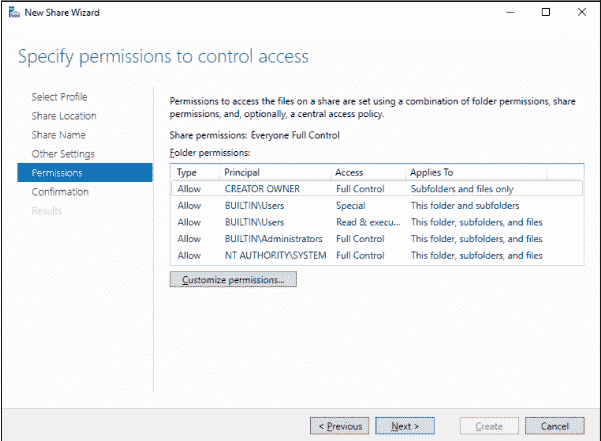 New Share Wizard
Specify permissions to control access
Select Profile
Share Location
Share Name
Other Settings
Permissions
Confirmation
Results
Permissions to access the files on a share are set using a combination of folder permissions, share
permissions, and, optionally, a central access policy.
Share permissions: Everyone Full Control
Folder permissions:
Type Principal Access Applies To
Allow CREATOR OWNER Full Control Subfolders and files only
Allow BUILTIN\Users Special This folder and subfolders
Allow BUILTIN\Users Read & execu... This folder, subfolders, and files
Allow BUILTIN\Administrators Full Control This folder, subfolders, and files
Allow NT AUTHORITY\SYSTEM Full Control This folder, subfolders, and files
Customize permissions...
< Previous Next > Create Cancel